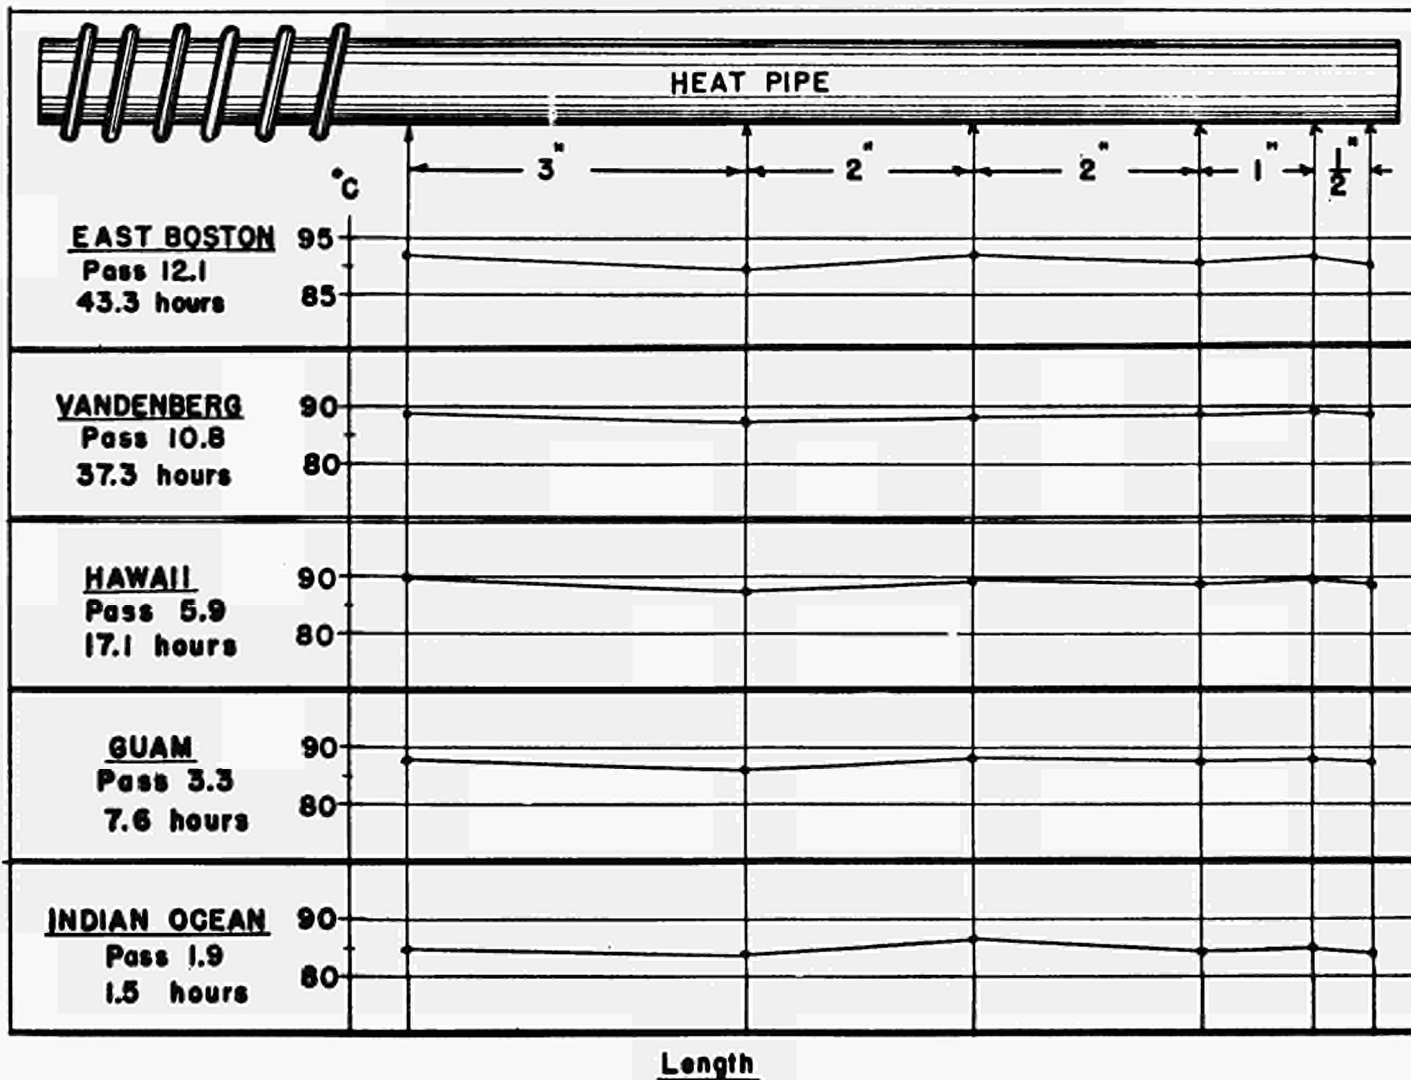 HEAT PIPE
3" 2" 2" 1" 1/2"
°C
EAST BOSTON 95
Pass 12.1
43.3 hours 85
VANDENBERG 90
Pass 10.8
37.3 hours 80
HAWAII 90
Pass 5.9
17.1 hours 80
GUAM 90
Pass 3.3
7.6 hours 80
INDIAN OCEAN 90
Pass 1.9
1.5 hours 80
Length